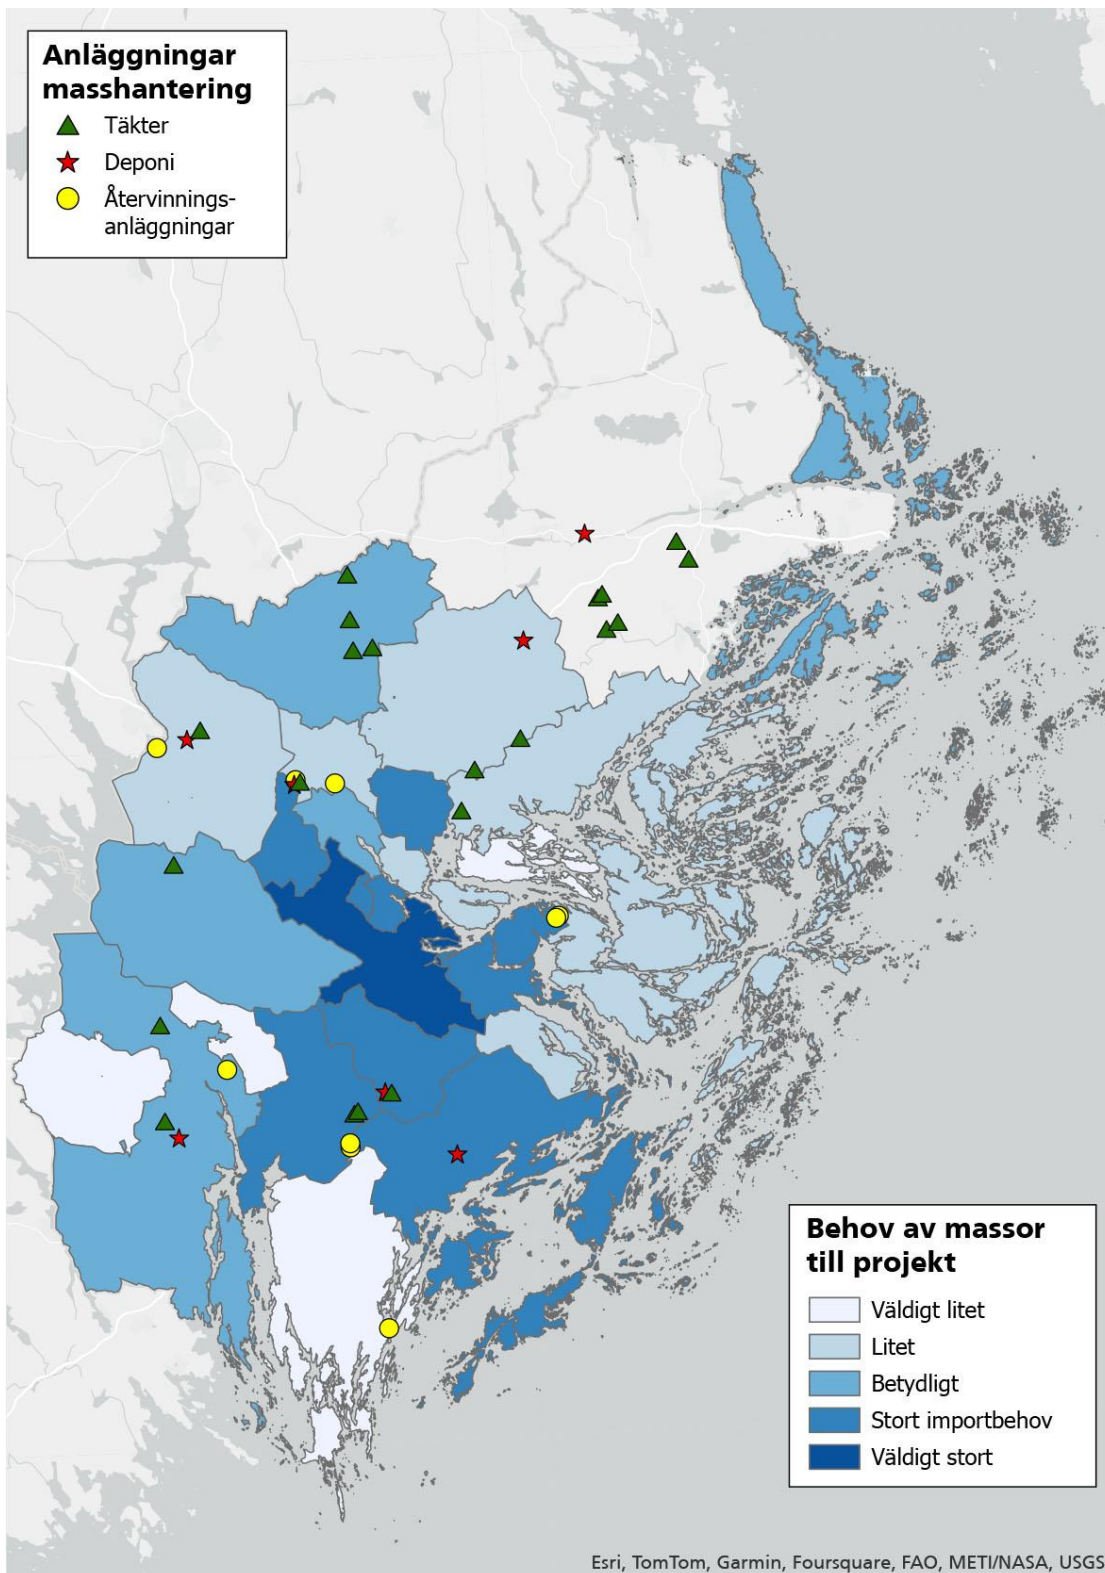 Anläggningar
masshantering
Täkter
Deponi
Återvinnings-
anläggningar
Behov av massor
till projekt
Väldigt litet
Litet
Betydligt
Stort importbehov
Väldigt stort
Esri, TomTom, Garmin, Foursquare, FAO, METI/NASA, USGS